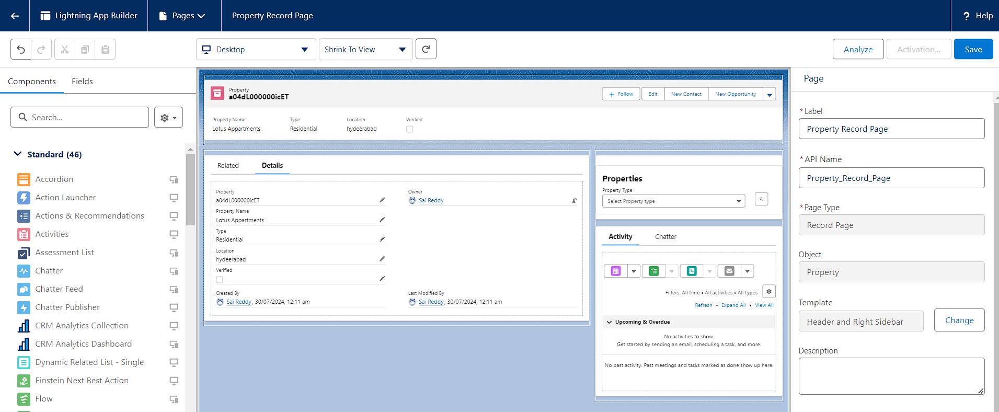 Lightning App Builder
Pages
Property Record Page
? Help
Desktop
Shrink To View
Analyze
Activation...
Save
Components
Fields
Search...
Standard (46)
Accordion
Action Launcher
Actions & Recommendations
Activities
Assessment List
Chatter
Chatter Feed
Chatter Publisher
CRM Analytics Collection
CRM Analytics Dashboard
Dynamic Related List - Single
Einstein Next Best Action
Flow
Property
a04dL000000icET
+ Follow
Edit
New Contact
New Opportunity
Property Name
Type
Location
Verified
Lotus Appartments
Residential
hydeerabad
Related
Details
Property
a04dL000000icET
Owner
Sai Reddy
Property Name
Lotus Appartments
Type
Residential
Location
hydeerabad
Verified
Created By
Sai Reddy, 30/07/2024, 12:11 am
Last Modified By
Sai Reddy, 30/07/2024, 12:11 am
Properties
Property Type
Select Property type
Activity
Chatter
Filters: All time • All activities • All types
Refresh • Expand All • View All
Upcoming & Overdue
No activities to show.
Get started by sending an email, scheduling a task, and more.
No past activity. Past meetings and tasks marked as done show up here.
Page
*Label
Property Record Page
*API Name
Property_Record_Page
*Page Type
Record Page
Object
Property
Template
Header and Right Sidebar
Change
Description